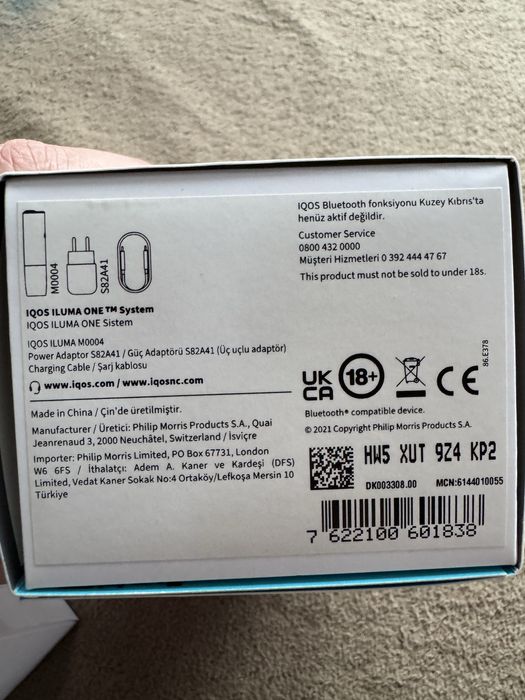 M0004
S82A41
IQOS Bluetooth fonksiyonu Kuzey Kıbrıs'ta
henüz aktif değildir.
Customer Service
0800 432 0000
Müşteri Hizmetleri 0 392 444 47 67
This product must not be sold to under 18s.
IQOS ILUMA ONE™ System
IQOS ILUMA ONE Sistem
IQOS ILUMA M0004
Power Adaptor S82A41 / Güç Adaptörü S82A41 (Üç uçlu adaptör)
Charging Cable / Şarj kablosu
www.iqos.com / www.iqosnc.com
UK
CA
18+
CE
86.E378
Bluetooth® compatible device.
© 2021 Copyright Philip Morris Products S.A.
Made in China / Çin'de üretilmiştir.
Manufacturer / Üretici: Philip Morris Products S.A., Quai
Jeanrenaud 3, 2000 Neuchâtel, Switzerland / İsviçre
Importer: Philip Morris Limited, PO Box 67731, London
W6 6FS / İthalatçı: Adem A. Kaner ve Kardeşi (DFS)
Limited, Vedat Kaner Sokak No:4 Ortaköy/Lefkoşa Mersin 10
Türkiye
HW5 XUT 9Z4 KP2
DK003308.00 MCN:6144010055
7 622100 601838